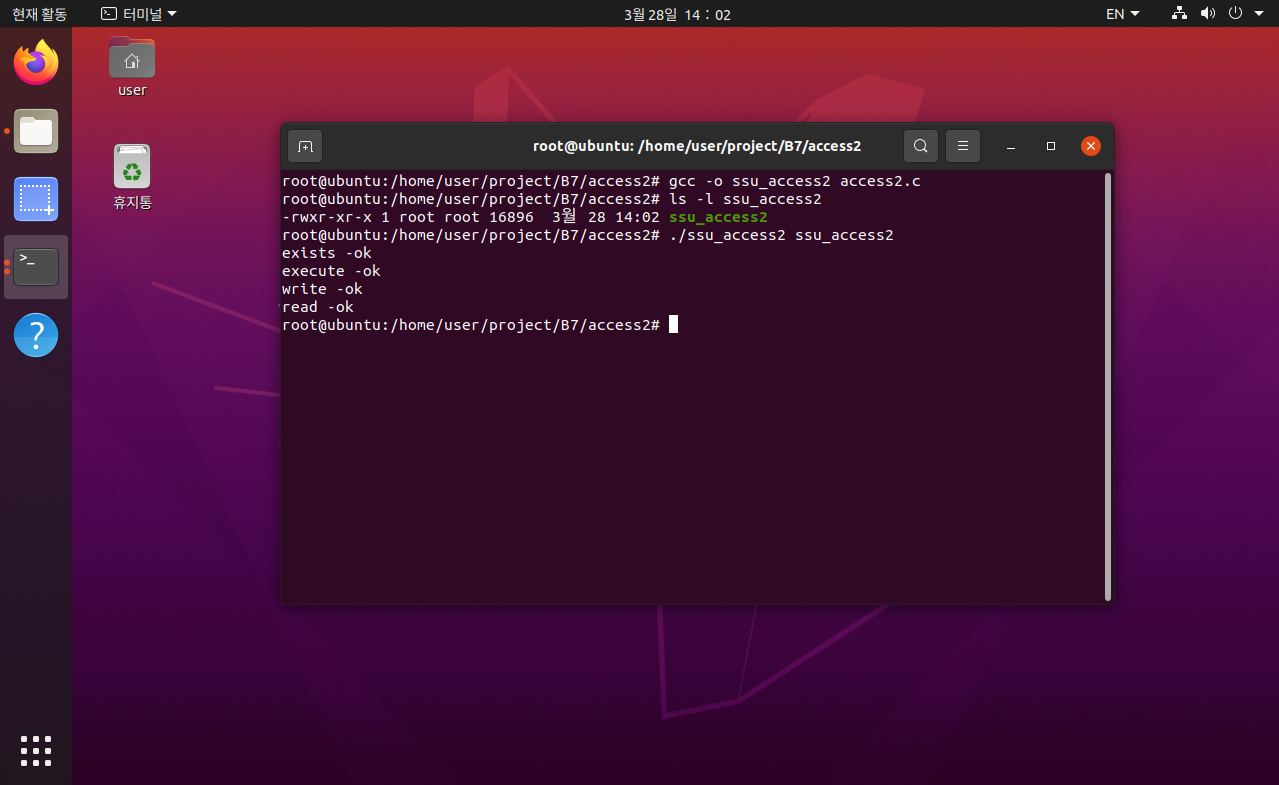 현재 활동 터미널 3월 28일 14 : 02 EN
user
휴지통
root@ubuntu: /home/user/project/B7/access2
root@ubuntu:/home/user/project/B7/access2# gcc -o ssu_access2 access2.c
root@ubuntu:/home/user/project/B7/access2# ls -l ssu_access2
-rwxr-xr-x 1 root root 16896  3월 28 14:02 ssu_access2
root@ubuntu:/home/user/project/B7/access2# ./ssu_access2 ssu_access2
exists -ok
execute -ok
write -ok
read -ok
root@ubuntu:/home/user/project/B7/access2#